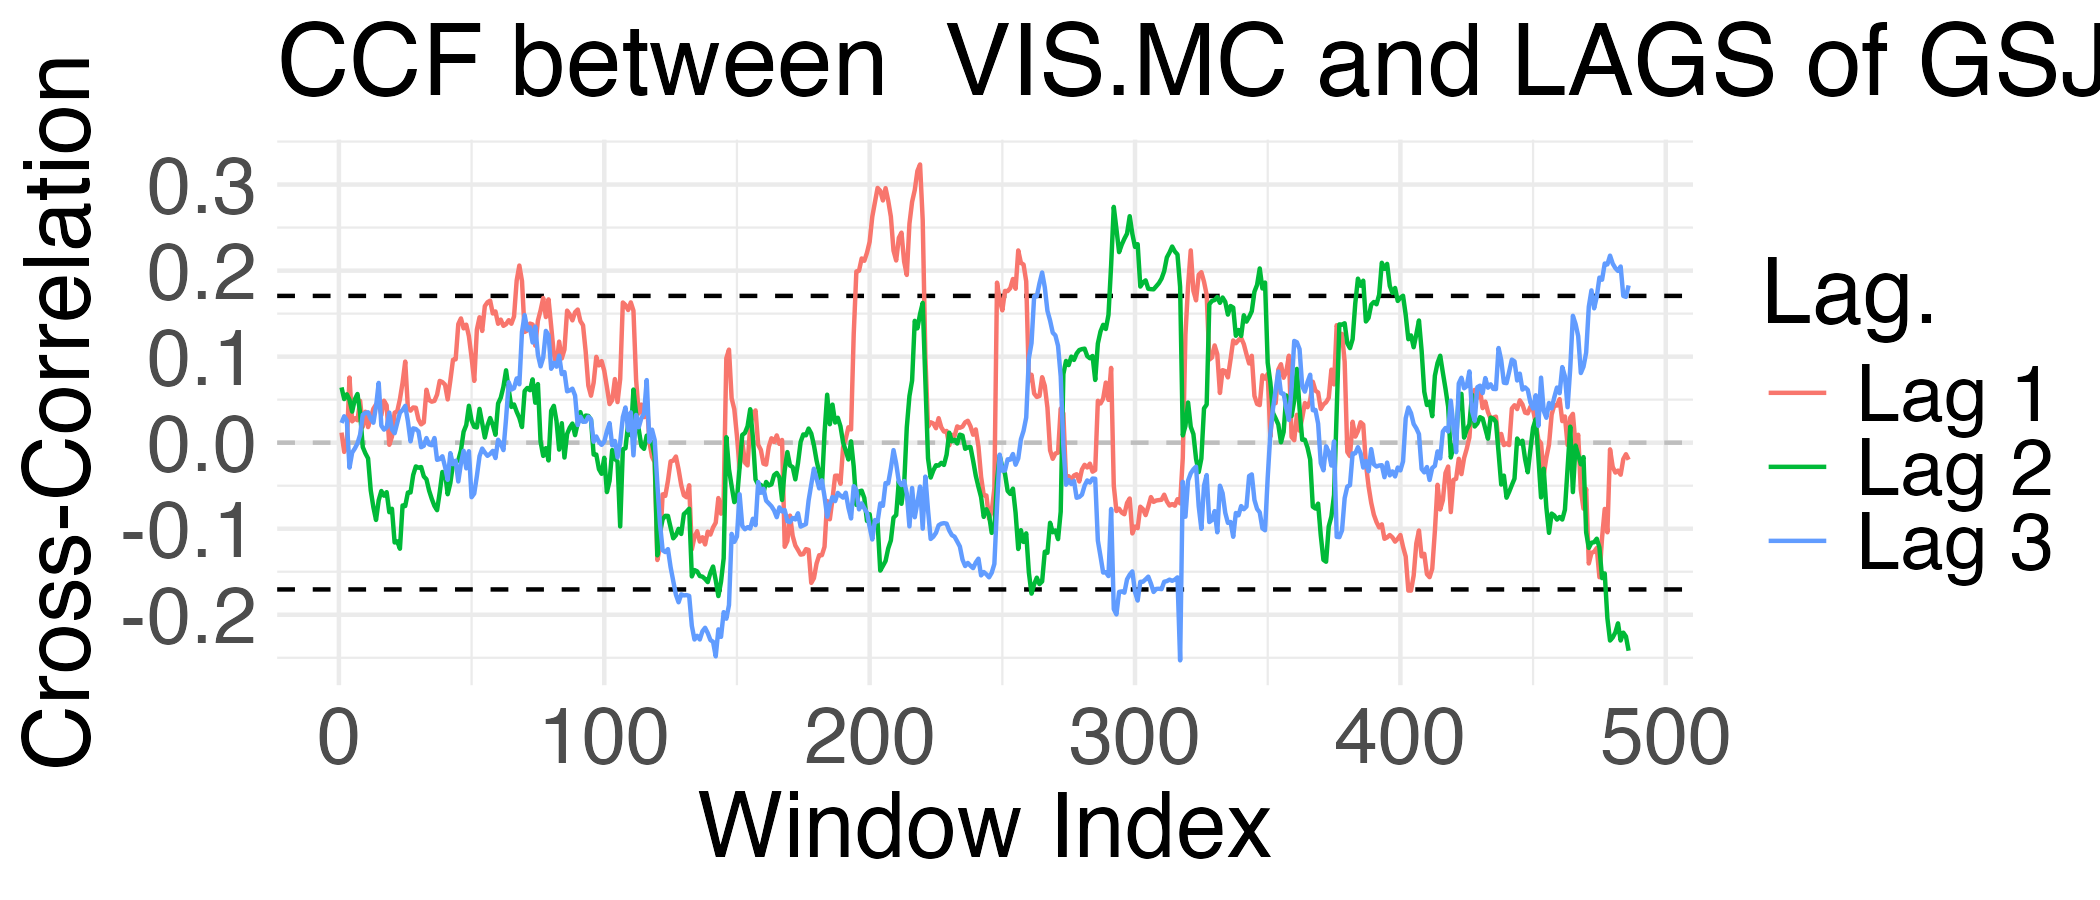 CCF between VIS.MC and LAGS of GSJ
Cross-Correlation
0.3
0.2
0.1
0.0
-0.1
-0.2
0 100 200 300 400 500
Window Index
Lag.
Lag 1
Lag 2
Lag 3